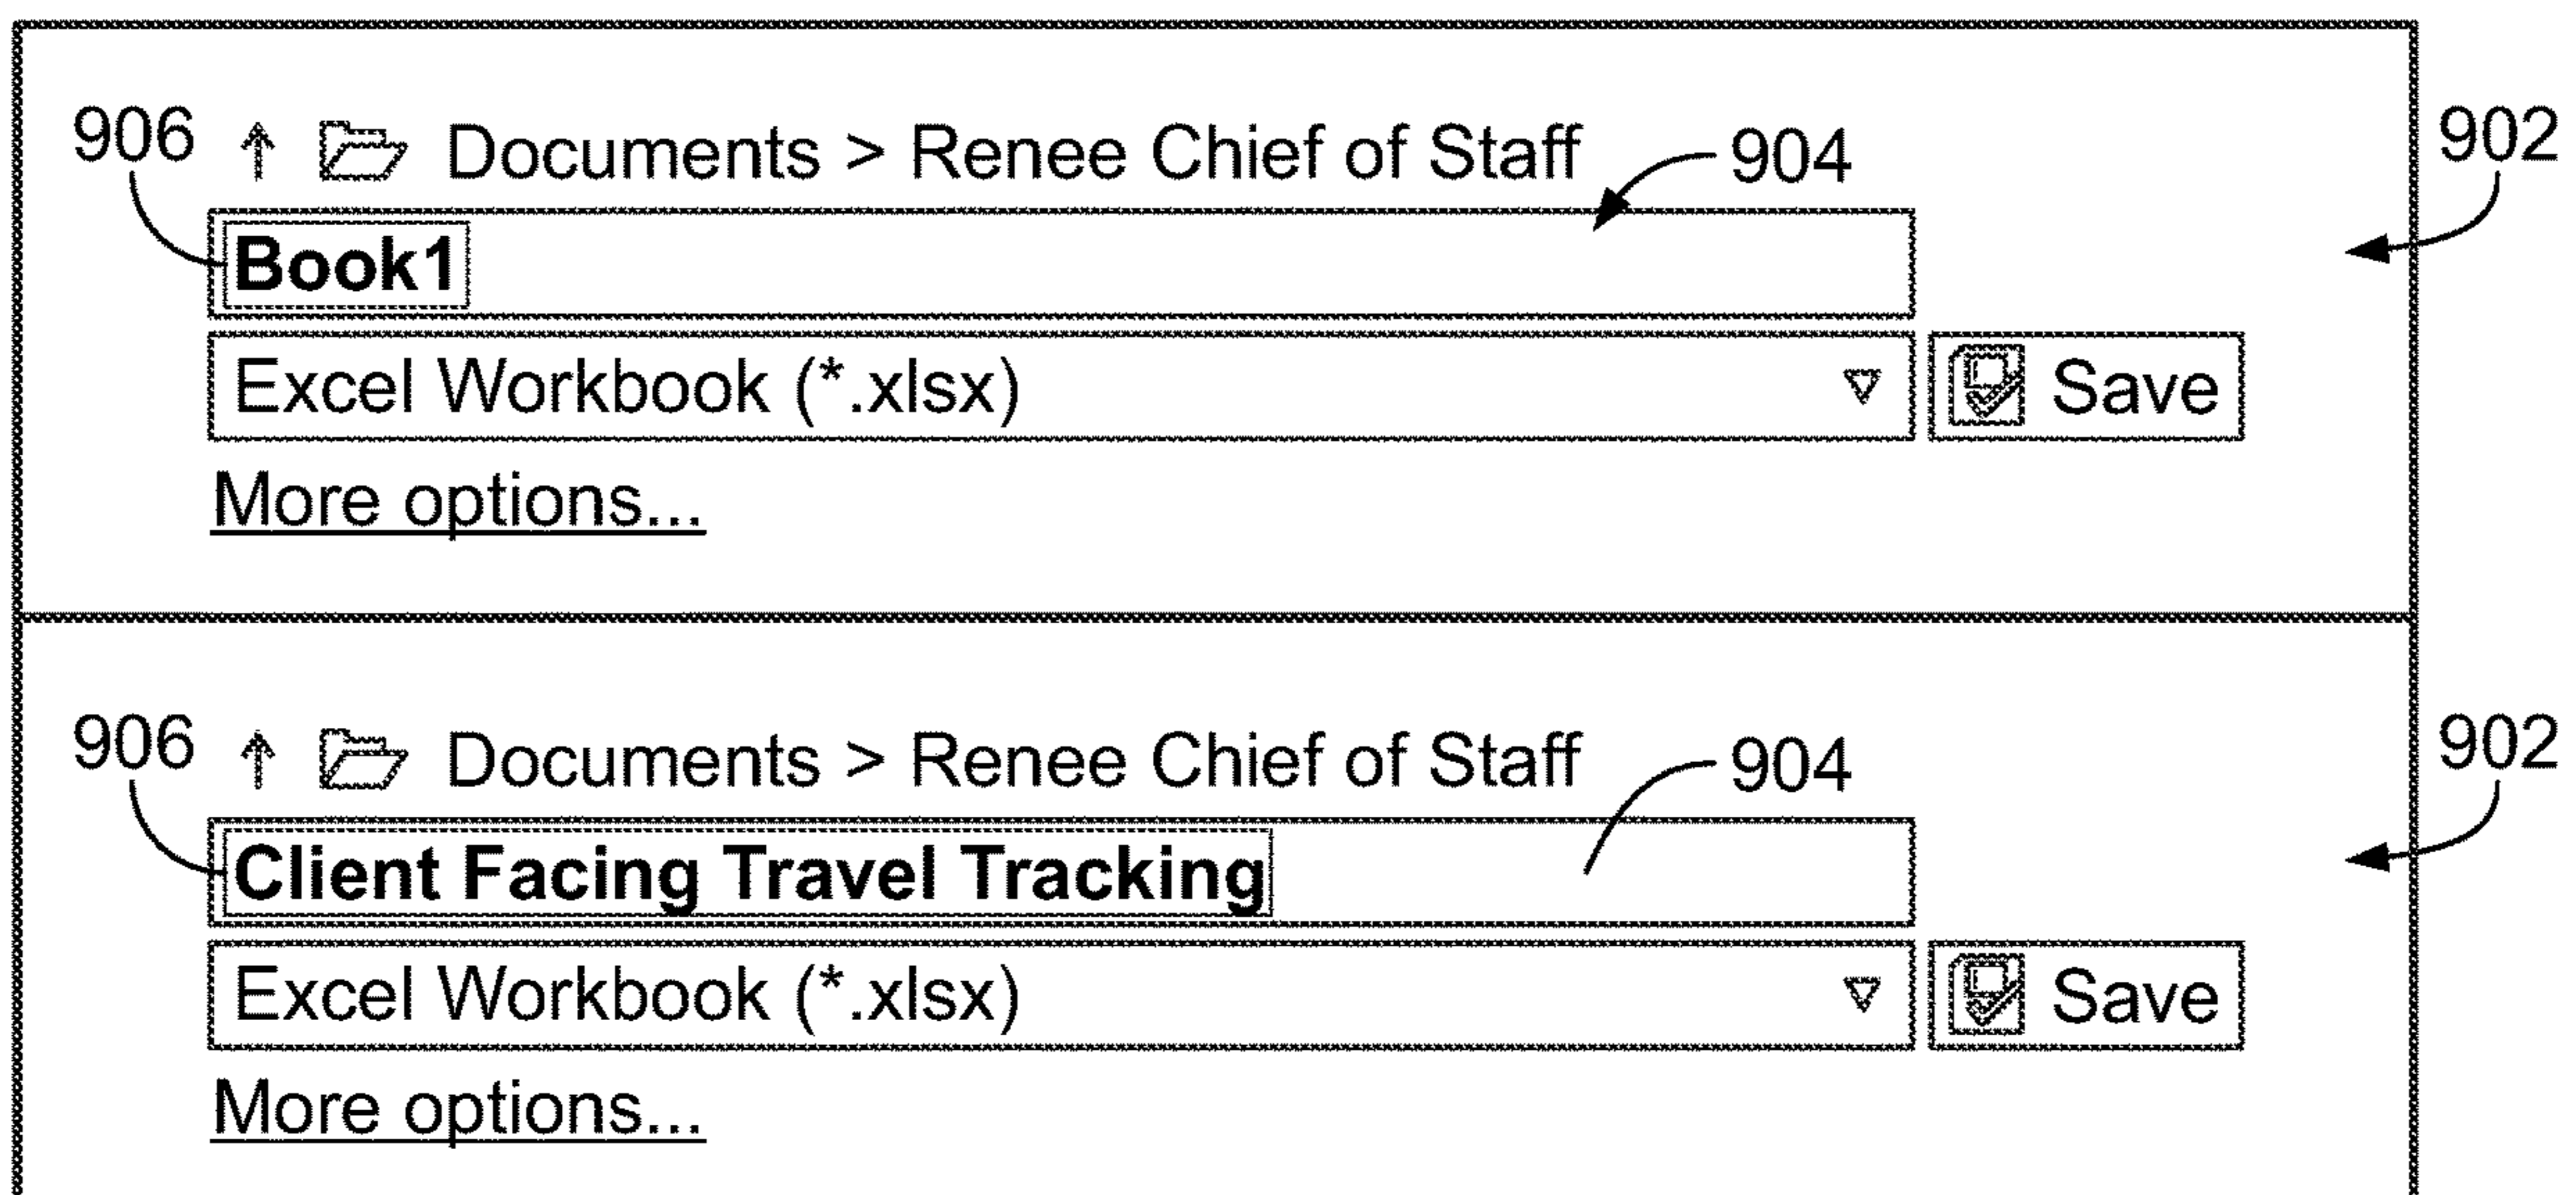 906 ↑ Documents > Renee Chief of Staff 904 902
Book1
Excel Workbook (*.xlsx) Save
More options...
906 ↑ Documents > Renee Chief of Staff 904 902
Client Facing Travel Tracking
Excel Workbook (*.xlsx) Save
More options...